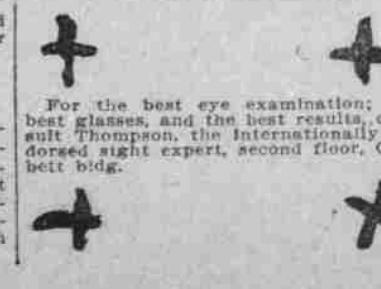 For the best eye examination;
best glasses, and the best results,
sult Thompson, the internationally
dorsed sight expert, second floor,
bett bldg.